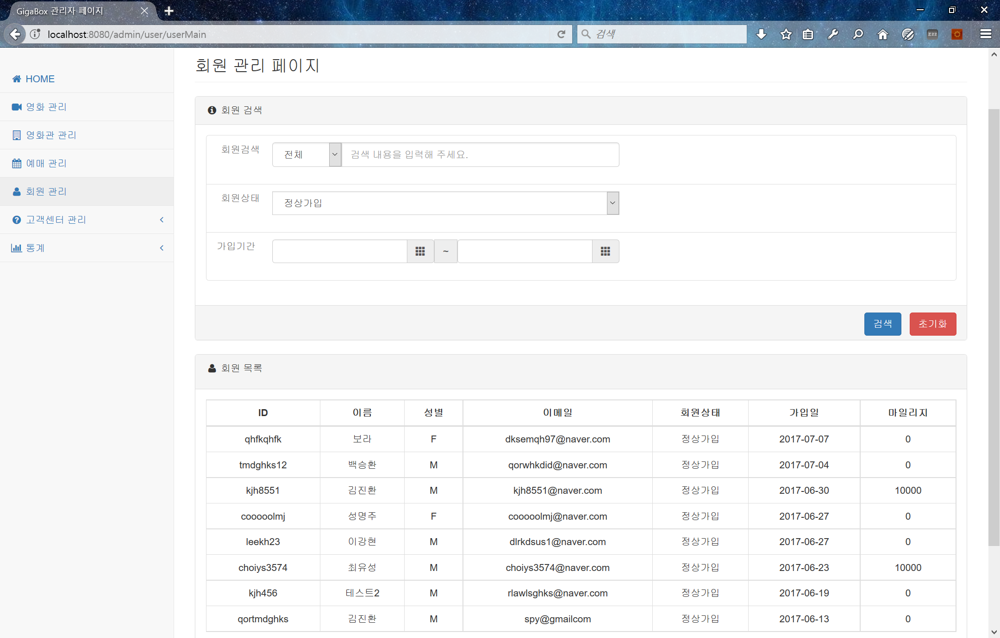 GigaBox 관리자 페이지
localhost:8080/admin/user/userMain
검색
zzz
HOME
영화 관리
영화관 관리
예매 관리
회원 관리
고객센터 관리
통계
회원 관리 페이지
회원 검색
회원검색 전체 검색 내용을 입력해 주세요.
회원상태 정상가입
가입기간 ~
검색 초기화
회원 목록
ID 이름 성별 이메일 회원상태 가입일 마일리지
qhfkqhfk 보라 F dksemqh97@naver.com 정상가입 2017-07-07 0
tmdghks12 백승환 M qorwhkdid@naver.com 정상가입 2017-07-04 0
kjh8551 김진환 M kjh8551@naver.com 정상가입 2017-06-30 10000
cooooolmj 성명주 F cooooolmj@naver.com 정상가입 2017-06-27 0
leekh23 이강현 M dlrkdsus1@naver.com 정상가입 2017-06-27 0
choiys3574 최유성 M choiys3574@naver.com 정상가입 2017-06-23 10000
kjh456 테스트2 M rlawlsghks@naver.com 정상가입 2017-06-19 0
qortmdghks 김진환 M spy@gmailcom 정상가입 2017-06-13 0